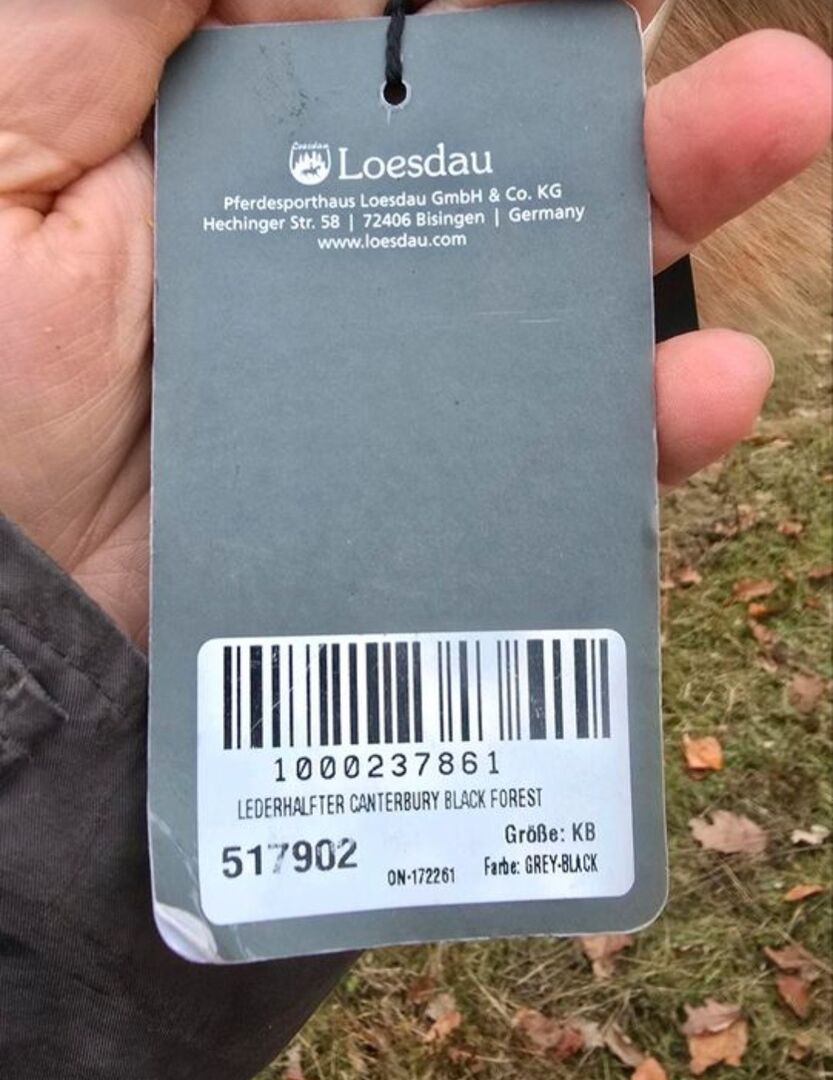 Loesdau
Loesdau
Pferdesporthaus Loesdau GmbH & Co. KG
Hechinger Str. 58 | 72406 Bisingen | Germany
www.loesdau.com
1000237861
LEDERHALFTER CANTERBURY BLACK FOREST
517902
Größe: KB
ON-172261
Farbe: GREY-BLACK